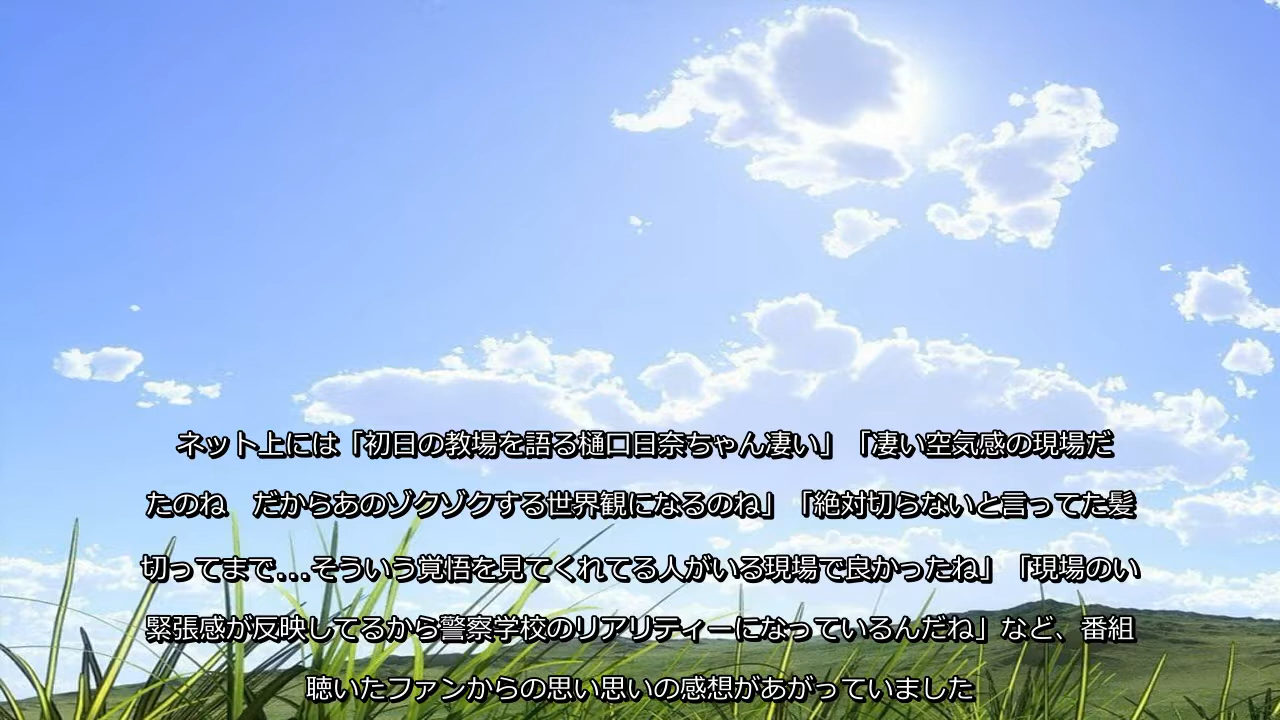 ネット上には「初日の教場を語る樋口日奈ちゃん凄い」「凄い空気感の現場だ
たのね　だからあのゾクゾクする世界観になるのね」「絶対切らないと言ってた髪
切ってまで...そういう覚悟を見てくれてる人がいる現場で良かったね」「現場のい
緊張感が反映してるから警察学校のリアリティーになっているんだね」など、番組
聴いたファンからの思い思いの感想があがっていました